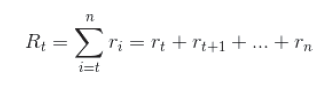 R_t = \sum_{i=t}^{n} r_i = r_t + r_{t+1} + ... + r_n